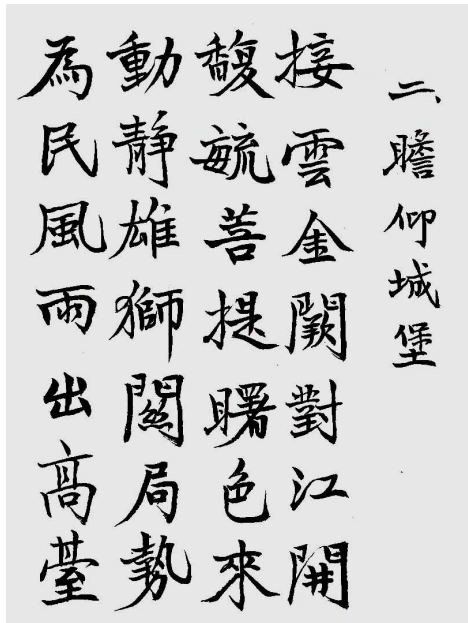 二、瞻仰城堡
接雲金闕對江開
馥毓菩提曙色來
動靜雄獅關局勢
為民風雨出高臺